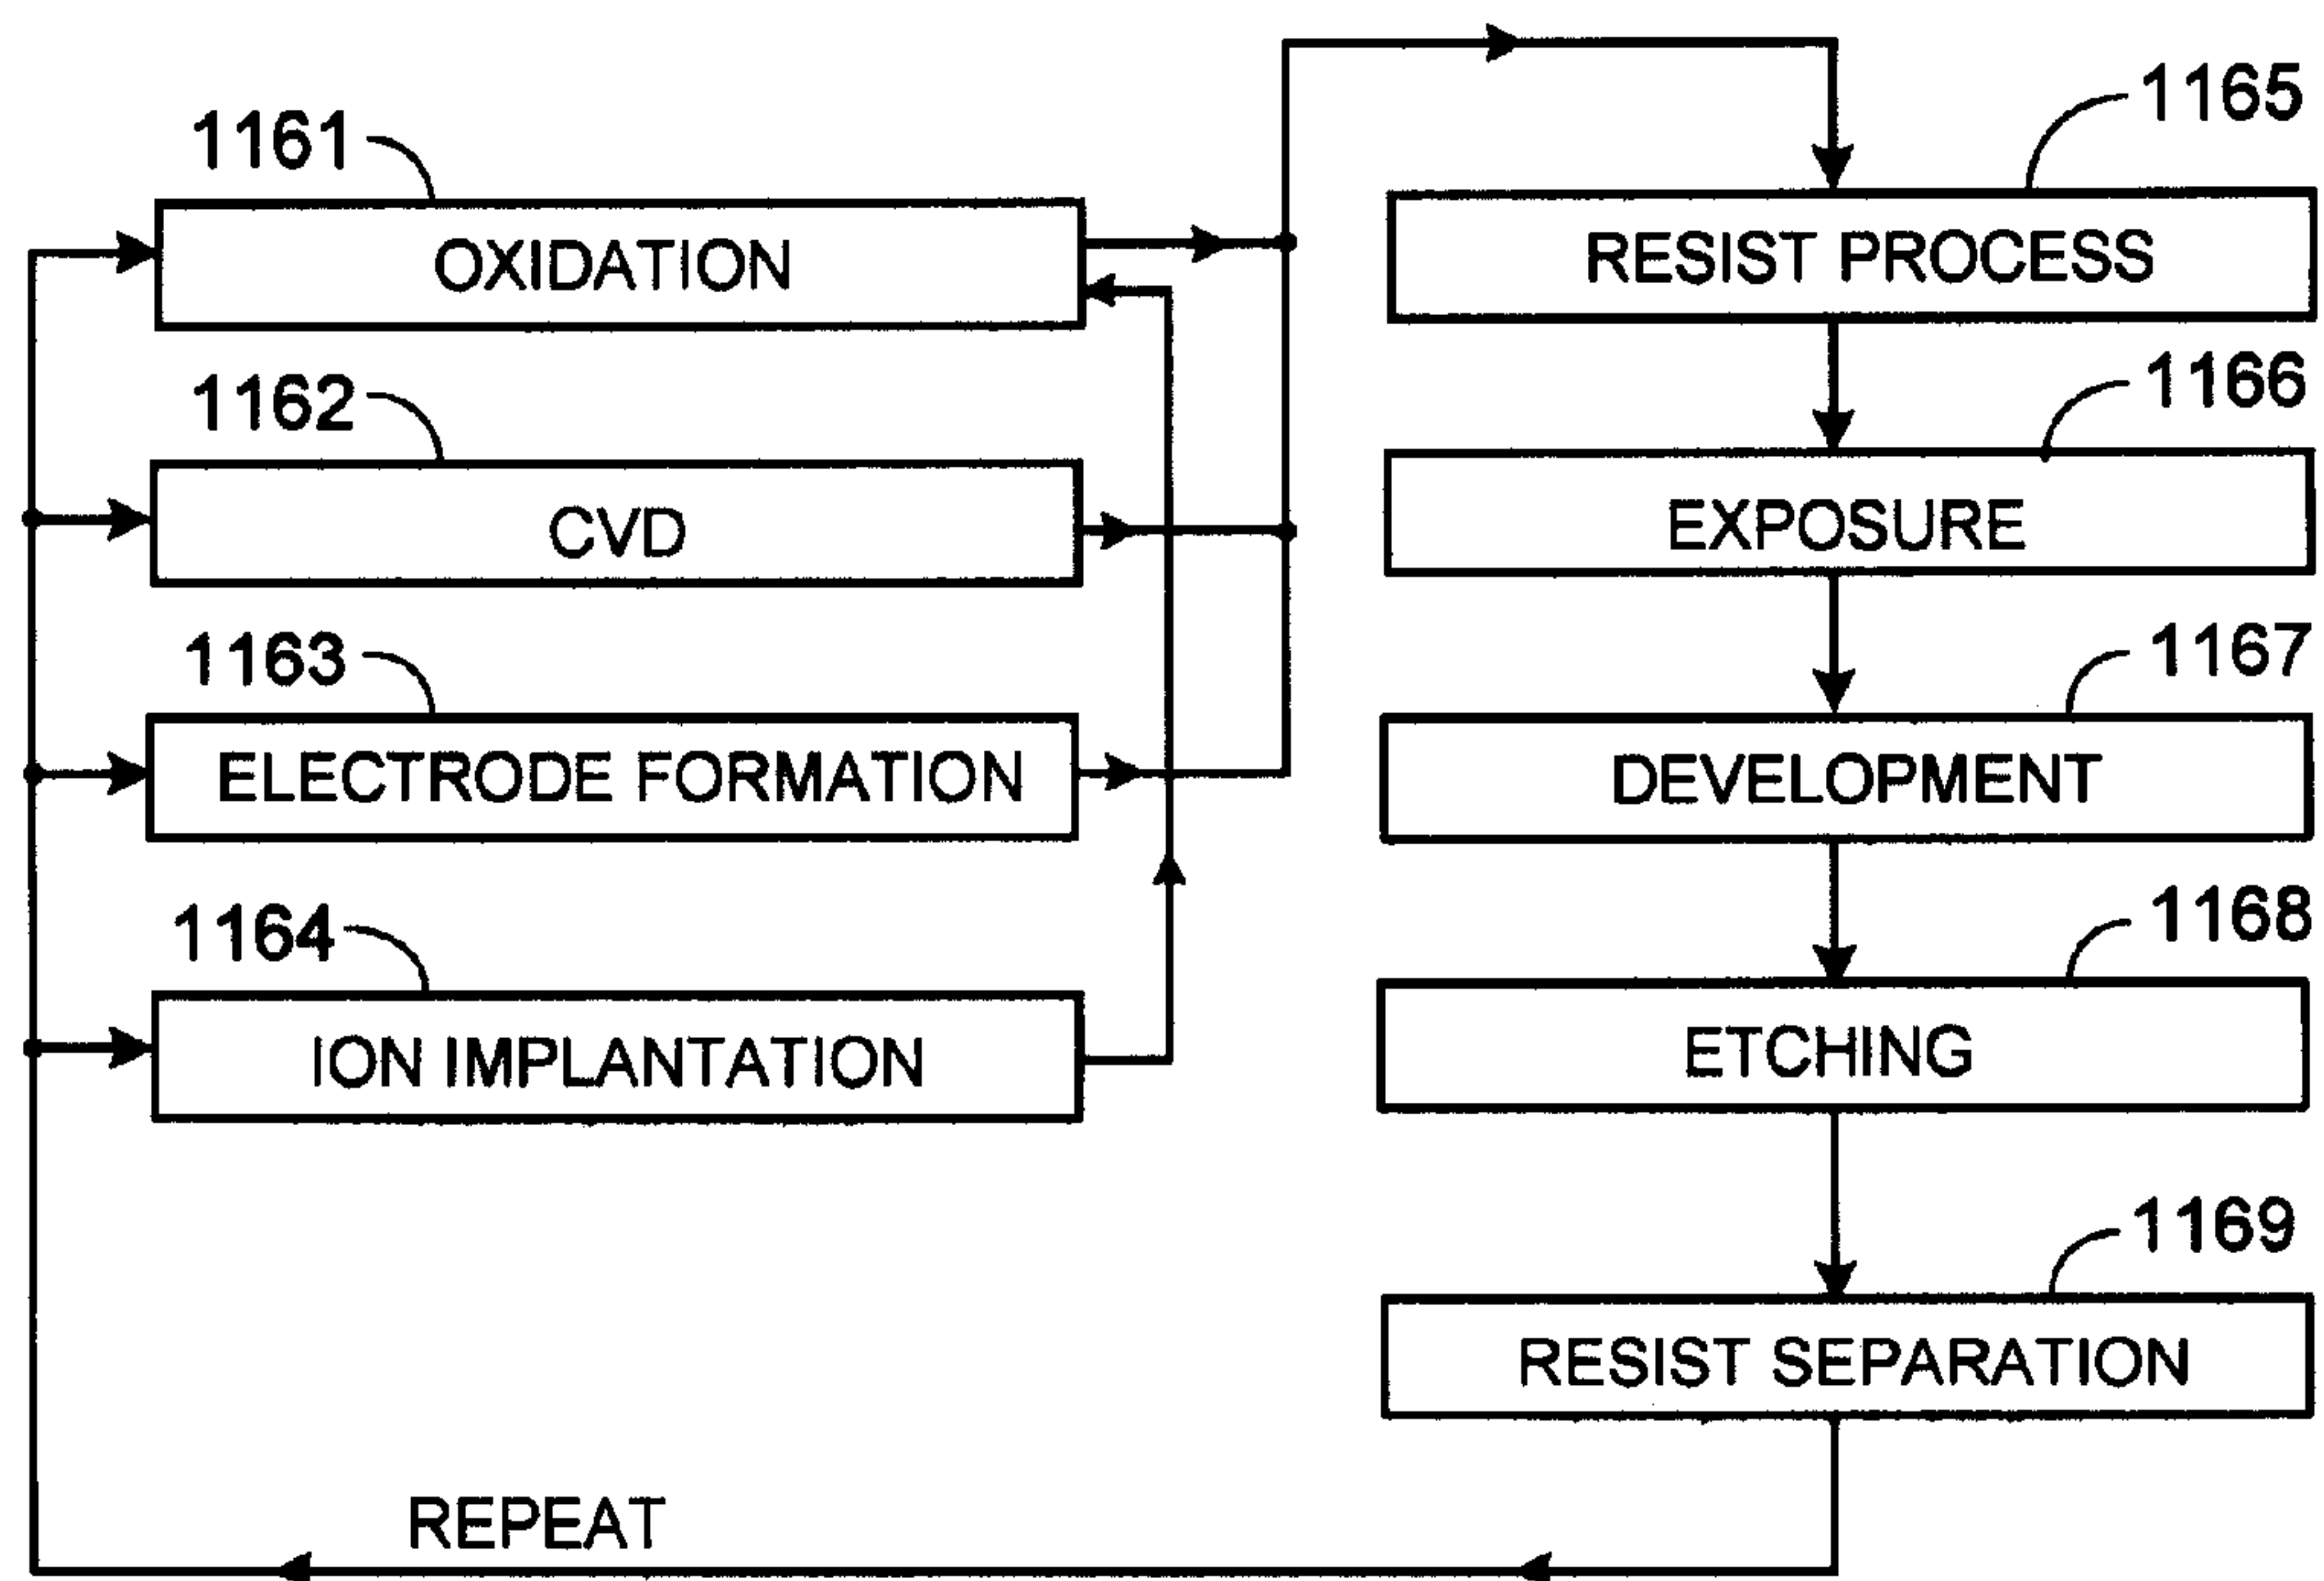 1161
OXIDATION
1162
CVD
1163
ELECTRODE FORMATION
1164
ION IMPLANTATION
1165
RESIST PROCESS
1166
EXPOSURE
1167
DEVELOPMENT
1168
ETCHING
1169
RESIST SEPARATION
REPEAT